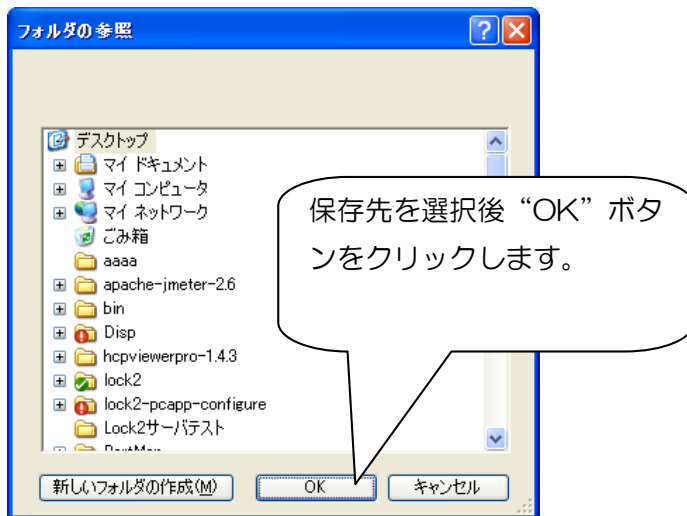 フォルダの参照
デスクトップ
マイ ドキュメント
マイ コンピュータ
マイ ネットワーク
ごみ箱
aaaa
apache-jmeter-2.6
bin
Disp
hcpviewerpro-1.4.3
lock2
lock2-pcapp-configure
Lock2サーバテスト
保存先を選択後“OK”ボタ
ンをクリックします。
新しいフォルダの作成(M)
OK
キャンセル